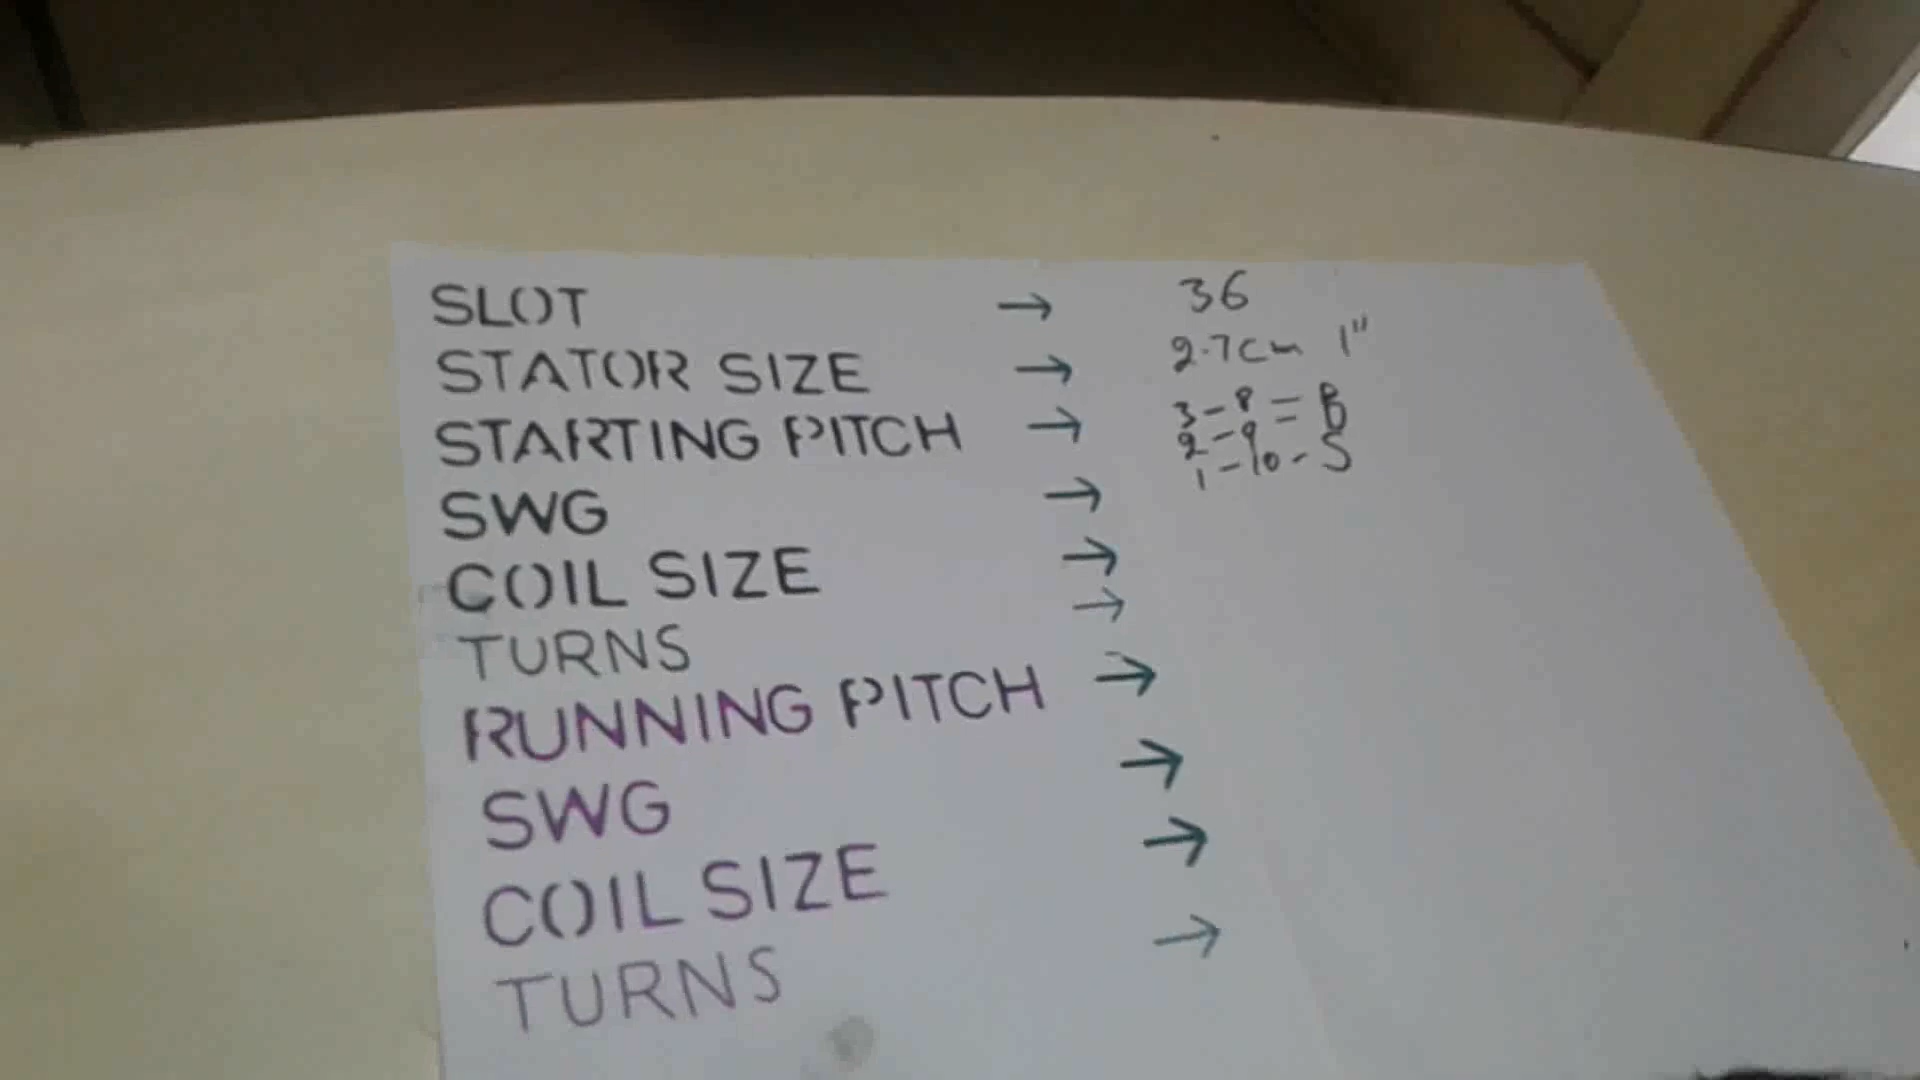 SLOT → 36
STATOR SIZE → 2.7cm 1"
STARTING PITCH → 3-8 = B
2-9
1-10-S
SWG →
COIL SIZE →
TURNS →
RUNNING PITCH →
SWG →
COIL SIZE →
TURNS →